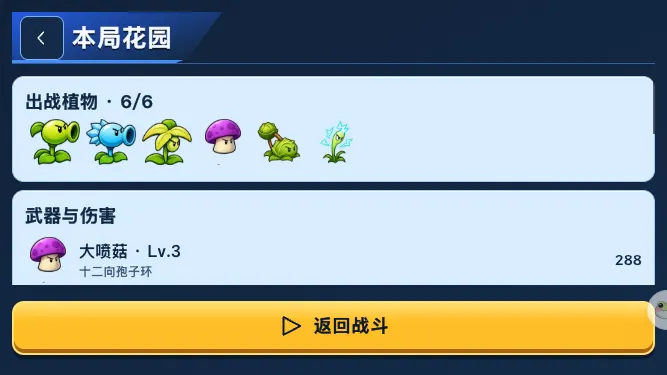 本局花园
出战植物 · 6/6
武器与伤害
大喷菇 · Lv.3
十二向孢子环
288
返回战斗